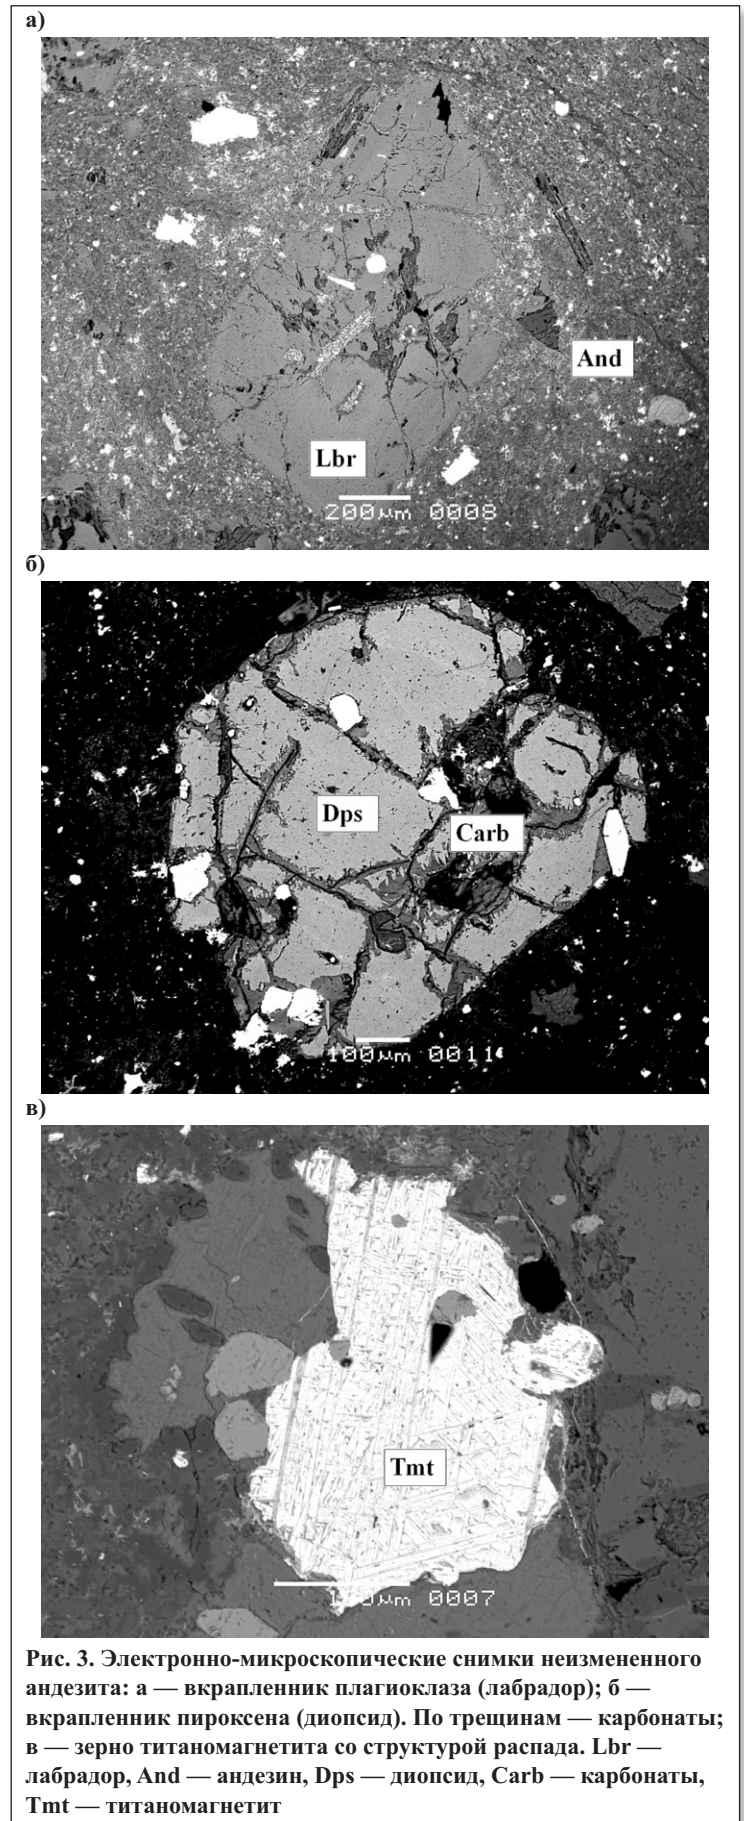 а)
And
Lbr
200µm 0008
б)
Dps
Carb
100µm 0011
в)
Tmt
µm 0007
Рис. 3. Электронно-микроскопические снимки неизмененного
андезита: а — вкрапленник плагиоклаза (лабрадор); б —
вкрапленник пироксена (диопсид). По трещинам — карбонаты;
в — зерно титаномагнетита со структурой распада. Lbr —
лабрадор, And — андезин, Dps — диопсид, Carb — карбонаты,
Tmt — титаномагнетит